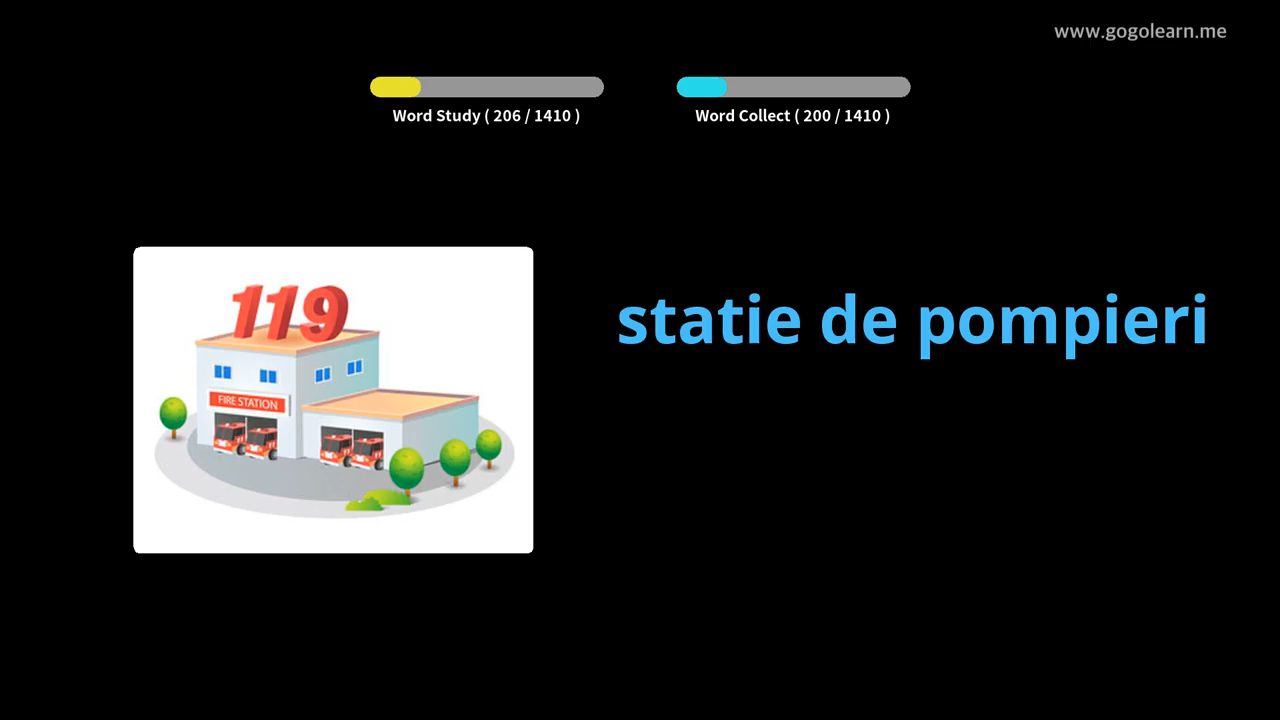 www.gogolearn.me
Word Study ( 206 / 1410 )
Word Collect ( 200 / 1410 )
119
FIRE STATION
statie de pompieri